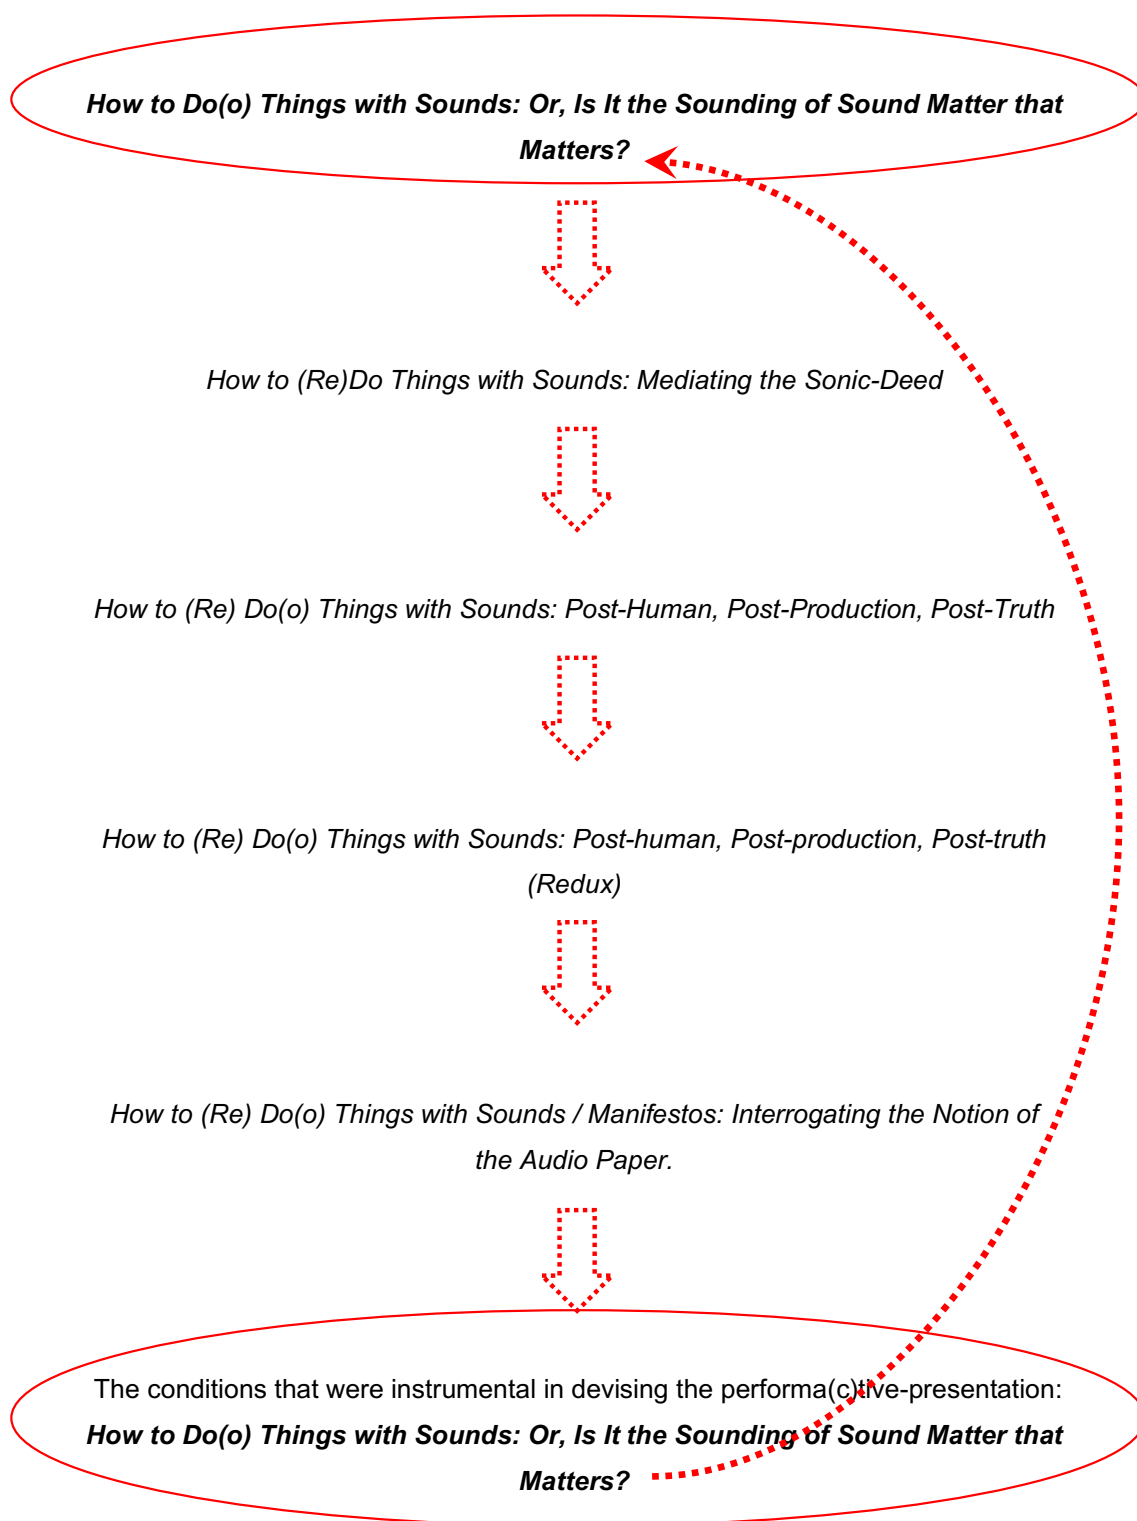 How to Do(o) Things with Sounds: Or, Is It the Sounding of Sound Matter that
Matters?
How to (Re)Do Things with Sounds: Mediating the Sonic-Deed
How to (Re) Do(o) Things with Sounds: Post-Human, Post-Production, Post-Truth
How to (Re) Do(o) Things with Sounds: Post-human, Post-production, Post-truth
(Redux)
How to (Re) Do(o) Things with Sounds / Manifestos: Interrogating the Notion of
the Audio Paper.
The conditions that were instrumental in devising the performa(c)tive-presentation:
How to Do(o) Things with Sounds: Or, Is It the Sounding of Sound Matter that
Matters?